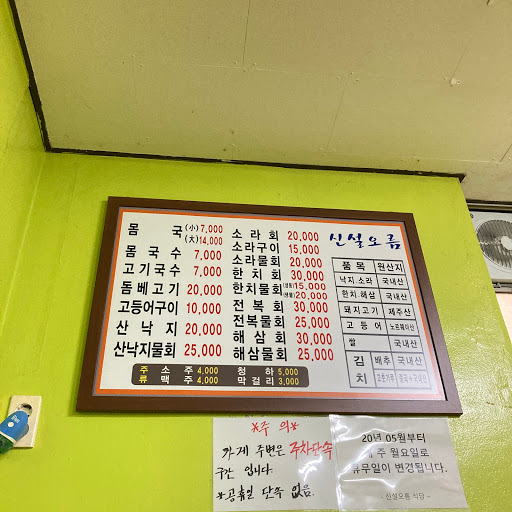 몸 국 (小) 7,000
(大) 14,000
몸 국 수 7,000
고 기 국 수 7,000
돔 베 고 기 20,000
고등어구이 10,000
산 낙 지 20,000
산낙지물회 25,000
소 라 회 20,000
소라구이 15,000
소라물회 20,000
한 치 회 30,000
한치물회 (냉동) 15,000
(생물) 20,000
전 복 회 30,000
전복물회 25,000
해 삼 회 30,000
해삼물회 25,000
주 소 주 4,000 청 하 5,000
류 맥 주 4,000 막 걸 리 3,000
신설오름
품 목 원산지
낙지.소라 국내산
한치.해삼 국내산
돼지고기 제주산
고 등 어 노르웨이산
쌀 국내산
김 치 배추 국내산
고춧가루 중국+국내산
※주 의※
가게 주변은 주차단속
구간 입니다.
※공휴일 단속 없음.
20년 05월부터
매 주 월요일로
휴무일이 변경됩니다.
- 신설오름 식당 -